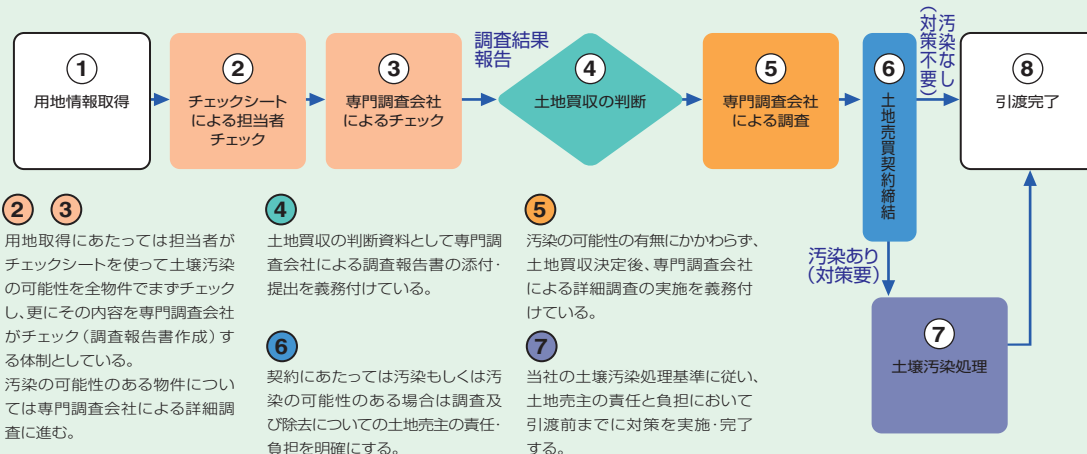 ①
用地情報取得
②
チェックシート
による担当者
チェック
③
専門調査会社
によるチェック
調査結果
報告
④
土地買収の判断
⑤
専門調査会社
による調査
⑥
土地売買契約締結
汚染なし
（対策不要）
⑧
引渡完了
汚染あり
（対策要）
⑦
土壌汚染処理
② ③
用地取得にあたっては担当者が
チェックシートを使って土壌汚染
の可能性を全物件でまずチェック
し、更にその内容を専門調査会社
がチェック（調査報告書作成）す
る体制としている。
汚染の可能性のある物件につい
ては専門調査会社による詳細調
査に進む。
④
土地買収の判断資料として専門調
査会社による調査報告書の添付・
提出を義務付けている。
⑤
汚染の可能性の有無にかかわらず、
土地買収決定後、専門調査会社
による詳細調査の実施を義務付
けている。
⑥
契約にあたっては汚染もしくは汚
染の可能性のある場合は調査及
び除去についての土地売主の責任・
負担を明確にする。
⑦
当社の土壌汚染処理基準に従い、
土地売主の責任と負担において
引渡前までに対策を実施・完了
する。